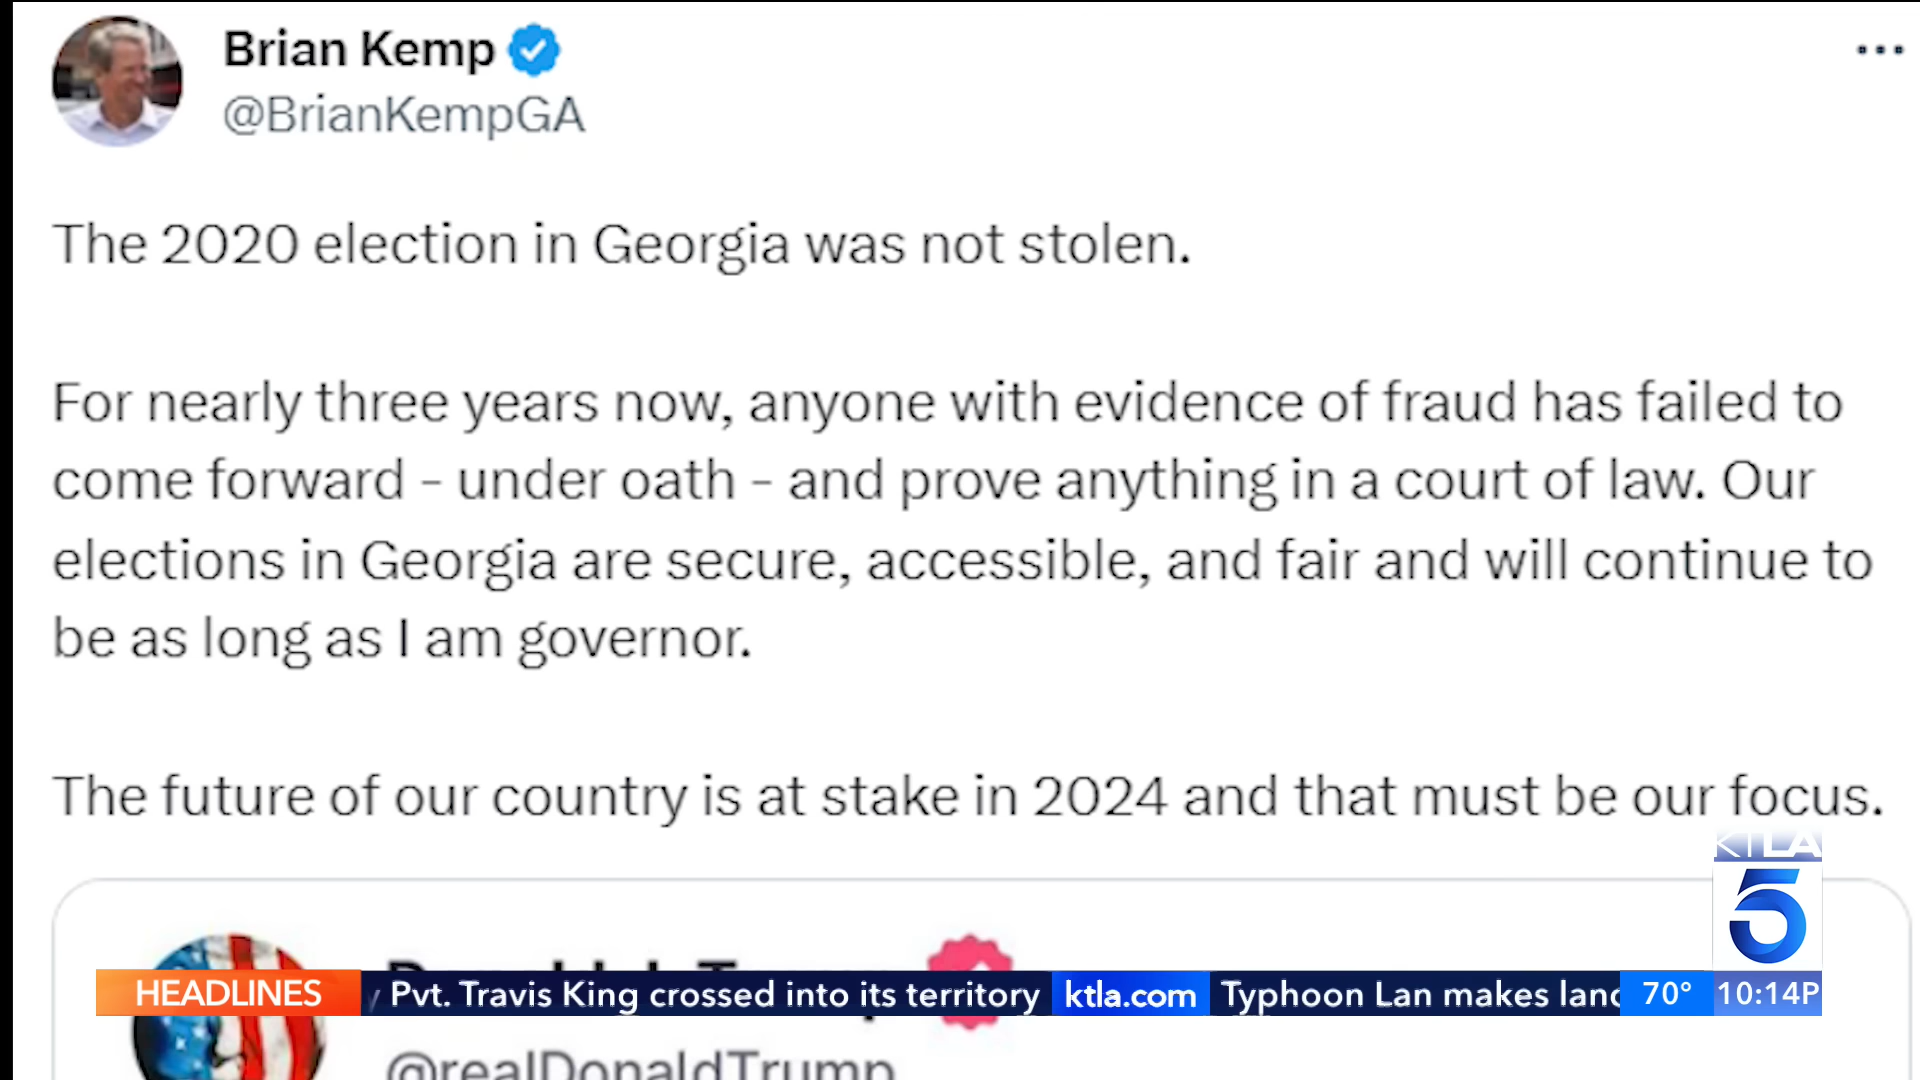 Brian Kemp
@BrianKempGA
The 2020 election in Georgia was not stolen.
For nearly three years now, anyone with evidence of fraud has failed to
come forward - under oath - and prove anything in a court of law. Our
elections in Georgia are secure, accessible, and fair and will continue to
be as long as I am governor.
The future of our country is at stake in 2024 and that must be our focus.
KTLA
5
Donald J. Trump
HEADLINES Pvt. Travis King crossed into its territory ktla.com Typhoon Lan makes lan 70° 10:14P
@realDonaldTrump